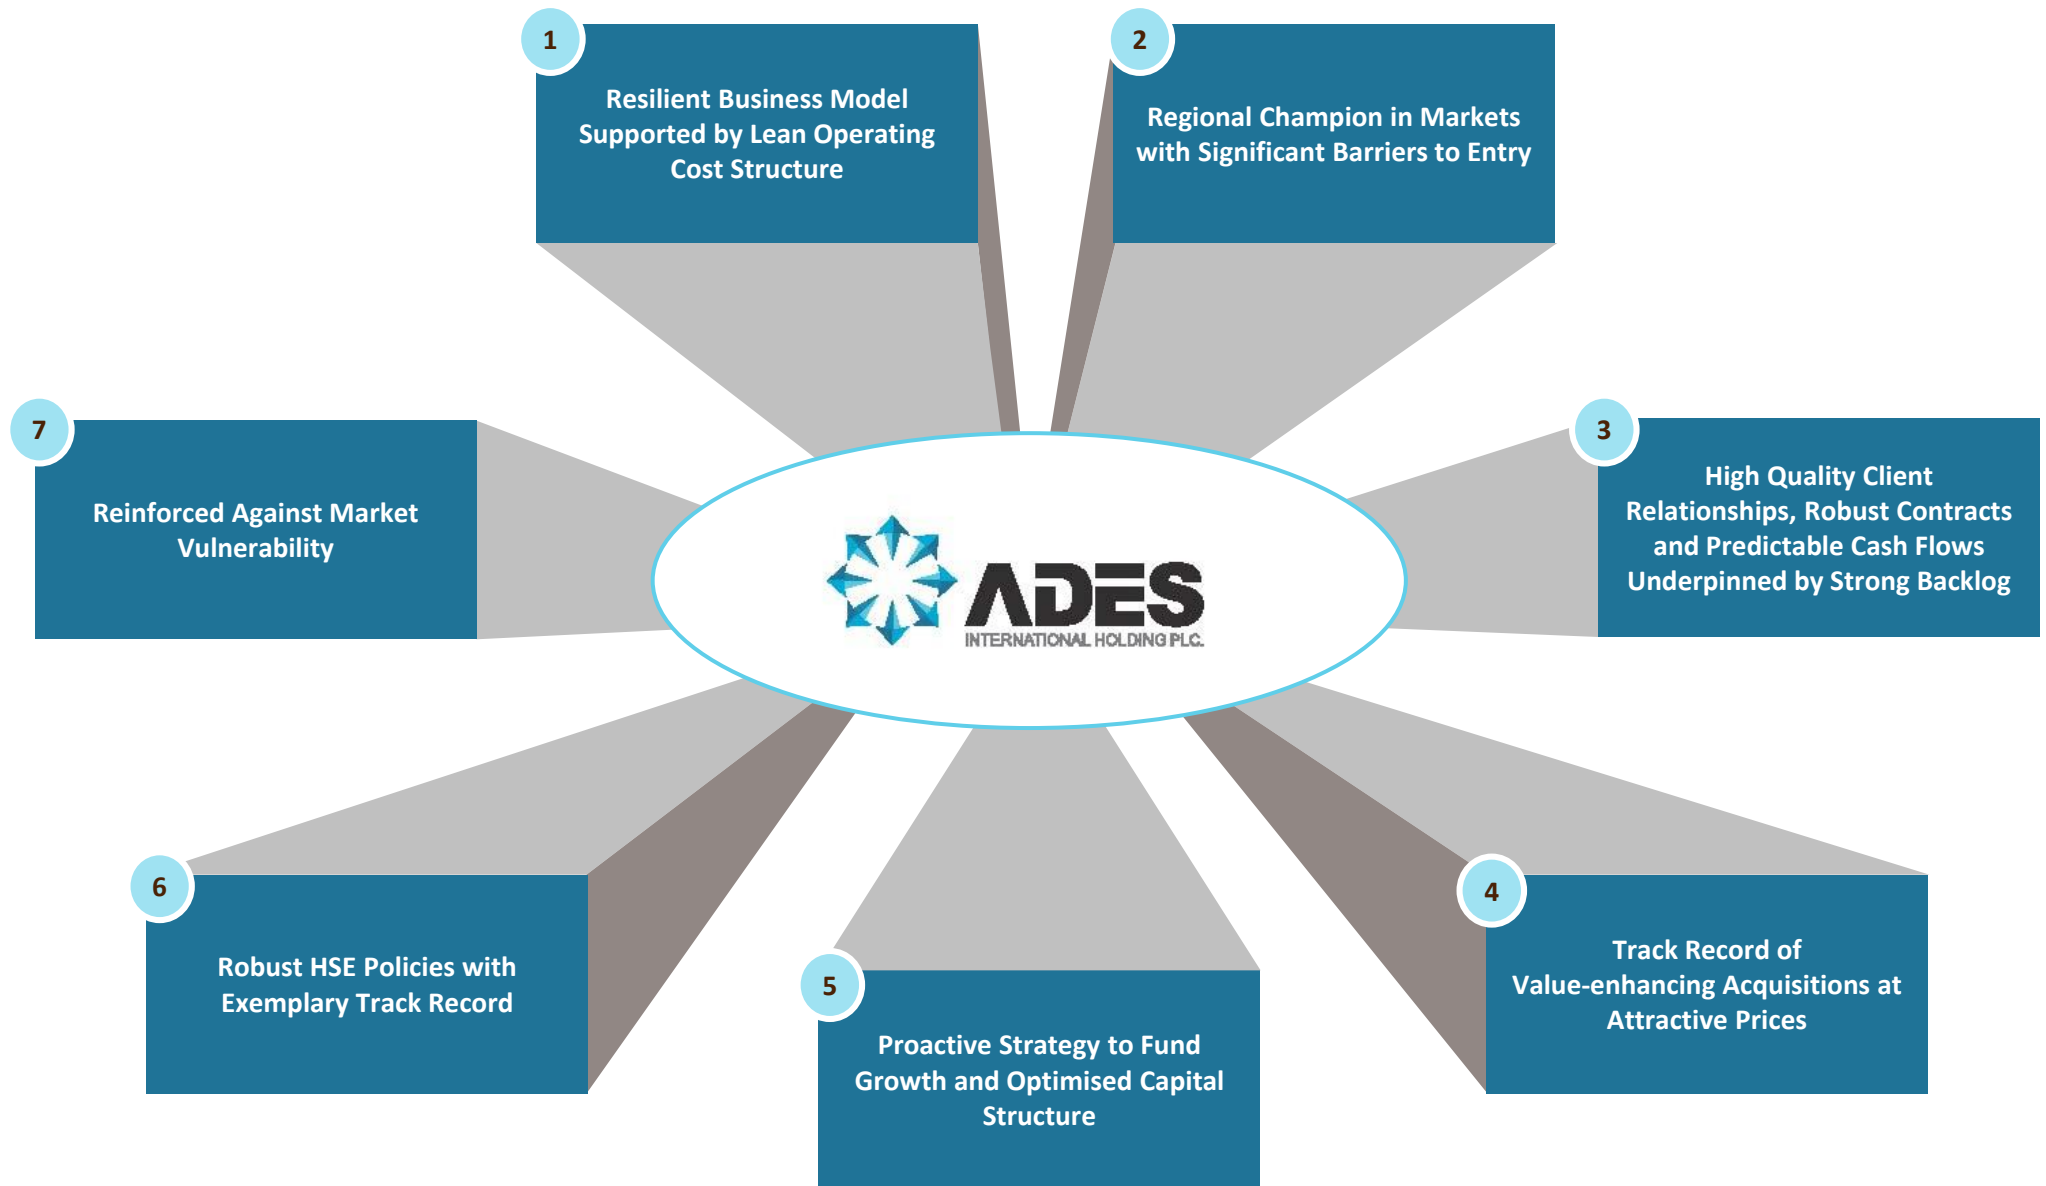 1
Resilient Business Model
Supported by Lean Operating
Cost Structure
2
Regional Champion in Markets
with Significant Barriers to Entry
3
High Quality Client
Relationships, Robust Contracts
and Predictable Cash Flows
Underpinned by Strong Backlog
4
Track Record of
Value-enhancing Acquisitions at
Attractive Prices
5
Proactive Strategy to Fund
Growth and Optimised Capital
Structure
6
Robust HSE Policies with
Exemplary Track Record
7
Reinforced Against Market
Vulnerability
ADES
INTERNATIONAL HOLDING PLC.